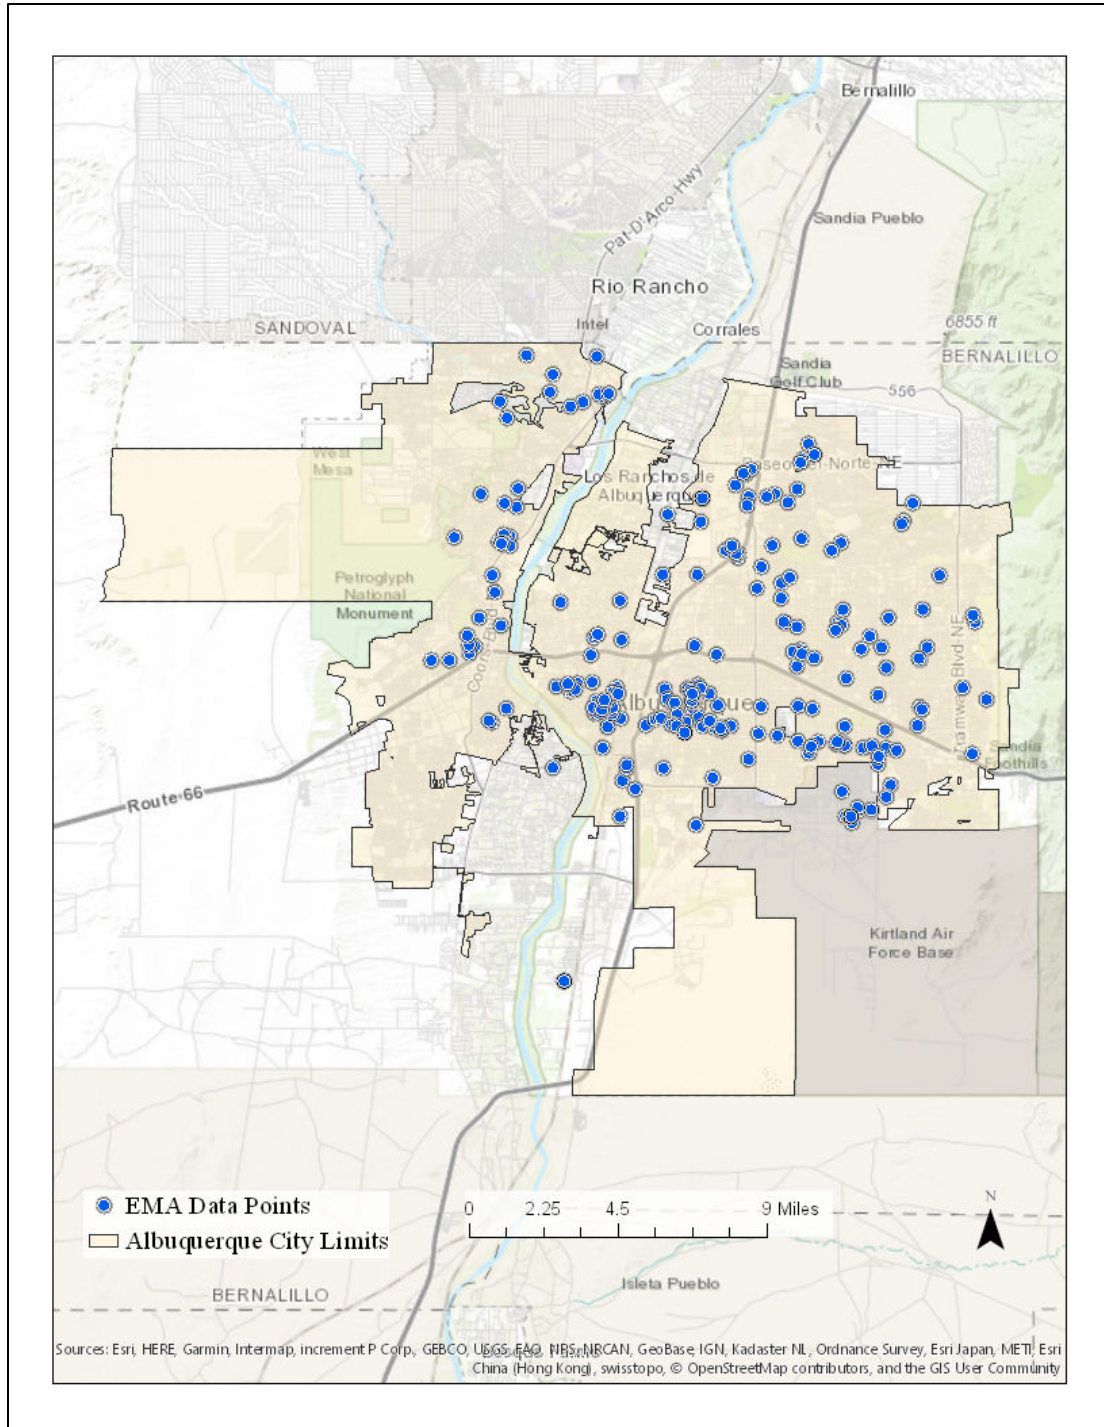 Bernalillo
Pat-D'Arco-Hwy
Sandia Pueblo
Rio Rancho
SANDOVAL
Intel
Corrales
6855 ft
BERNALILLO
Sandia
Golf Club
556
West
Mesa
Paseo-del-Norte-NE
Los Ranchos de
Albuquerque
Petroglyph
National
Monument
Coors-Blvd
Tramway-Blvd-NE
Albuquerque
Sandia
Foothills
Route-66
Kirtland Air
Force Base
EMA Data Points
Albuquerque City Limits
0 2.25 4.5 9 Miles
N
Isleta Pueblo
BERNALILLO
Sources: Esri, HERE, Garmin, Intermap, increment P Corp., GEBCO, USGS, FAO, NPS, NRCAN, GeoBase, IGN, Kadaster NL, Ordnance Survey, Esri Japan, METI, Esri
China (Hong Kong), swisstopo, © OpenStreetMap contributors, and the GIS User Community